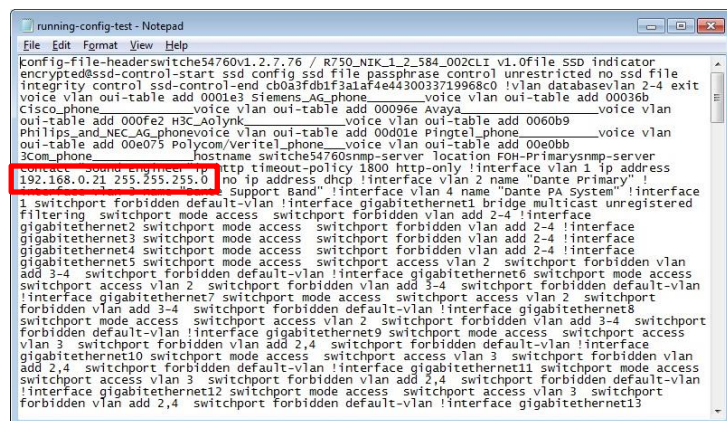 running-config-test - Notepad
File Edit Format View Help
config-file-headerswitche54760v1.2.7.76 / R750_NIK_1_2_584_002CLI v1.0file SSD indicator
encrypted@ssd-control-start ssd config ssd file passphrase control unrestricted no ssd file
integrity control ssd-control-end cb0a3fdb1f3a1af4e4430033719968c0 !vlan databasevlan 2-4 exit
voice vlan oui-table add 0001e3 Siemens_AG_phone________voice vlan oui-table add 00036b
Cisco_phone_____________voice vlan oui-table add 00096e Avaya___________________voice vlan
oui-table add 000fe2 H3C_Aolynk______________voice vlan oui-table add 0060b9
Philips_and_NEC_AG_phonevoice vlan oui-table add 00d01e Pingtel_phone___________voice vlan
oui-table add 00e075 Polycom/veritel_phone___voice vlan oui-table add 00e0bb
3Com_phone______________hostname switche54760snmp-server location FOH-Primarysnmp-server
contact "Sound Engineer"ip http timeout-policy 1800 http-only !interface vlan 1 ip address
192.168.0.21 255.255.255.0 no ip address dhcp !interface vlan 2 name "Dante Primary" !
interface vlan 3 name "Dante Support Band" !interface vlan 4 name "Dante PA System" !interface
1 switchport forbidden default-vlan !interface gigabitethernet1 bridge multicast unregistered
filtering switchport mode access switchport forbidden vlan add 2-4 !interface
gigabitethernet2 switchport mode access switchport forbidden vlan add 2-4 !interface
gigabitethernet3 switchport mode access switchport forbidden vlan add 2-4 !interface
gigabitethernet4 switchport mode access switchport forbidden vlan add 2-4 !interface
gigabitethernet5 switchport mode access switchport access vlan 2 switchport forbidden vlan
add 3-4 switchport forbidden default-vlan !interface gigabitethernet6 switchport mode access
switchport access vlan 2 switchport forbidden vlan add 3-4 switchport forbidden default-vlan
!interface gigabitethernet7 switchport mode access switchport access vlan 2 switchport
forbidden vlan add 3-4 switchport forbidden default-vlan !interface gigabitethernet8
switchport mode access switchport access vlan 2 switchport forbidden vlan add 3-4 switchport
forbidden default-vlan !interface gigabitethernet9 switchport mode access switchport access
vlan 3 switchport forbidden vlan add 2,4 switchport forbidden default-vlan !interface
gigabitethernet10 switchport mode access switchport access vlan 3 switchport forbidden vlan
add 2,4 switchport forbidden default-vlan !interface gigabitethernet11 switchport mode access
switchport access vlan 3 switchport forbidden vlan add 2,4 switchport forbidden default-vlan
!interface gigabitethernet12 switchport mode access switchport access vlan 3 switchport
forbidden vlan add 2,4 switchport forbidden default-vlan !interface gigabitethernet13